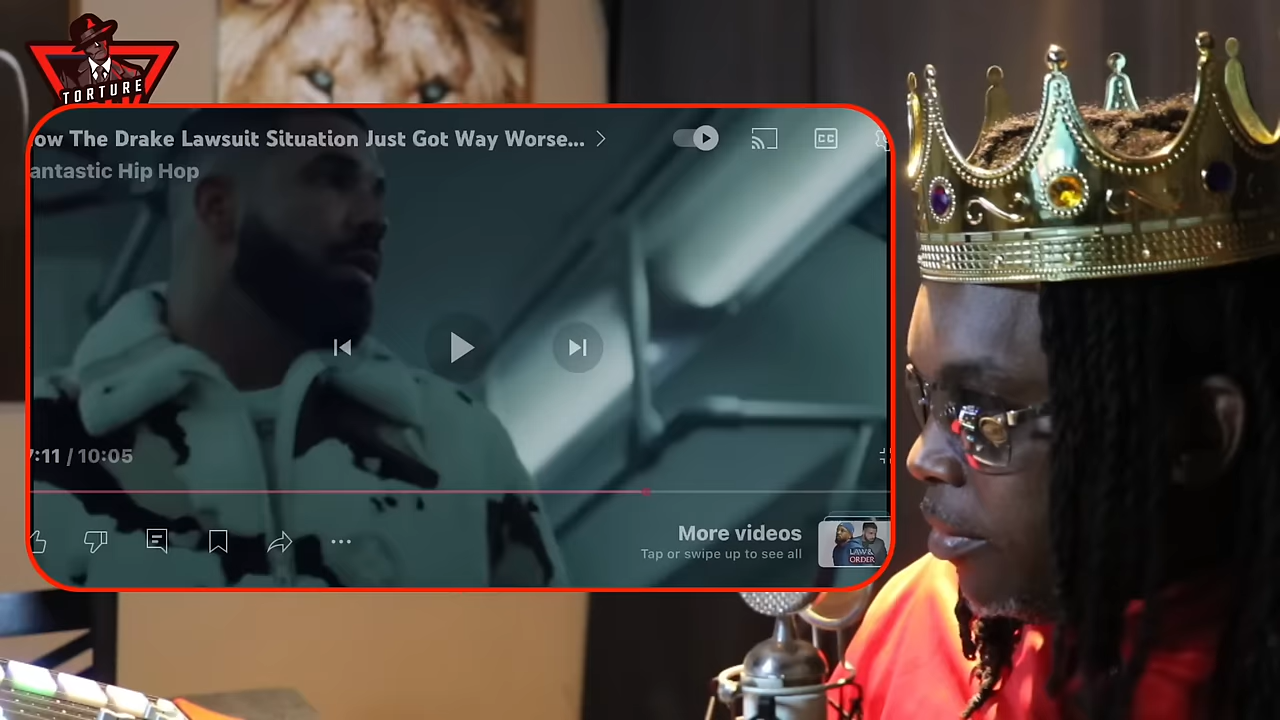 TORTURE
ow The Drake Lawsuit Situation Just Got Way Worse...
antastic Hip Hop
CC
7:11 / 10:05
More videos
Tap or swipe up to see all
LAW&
ORDER